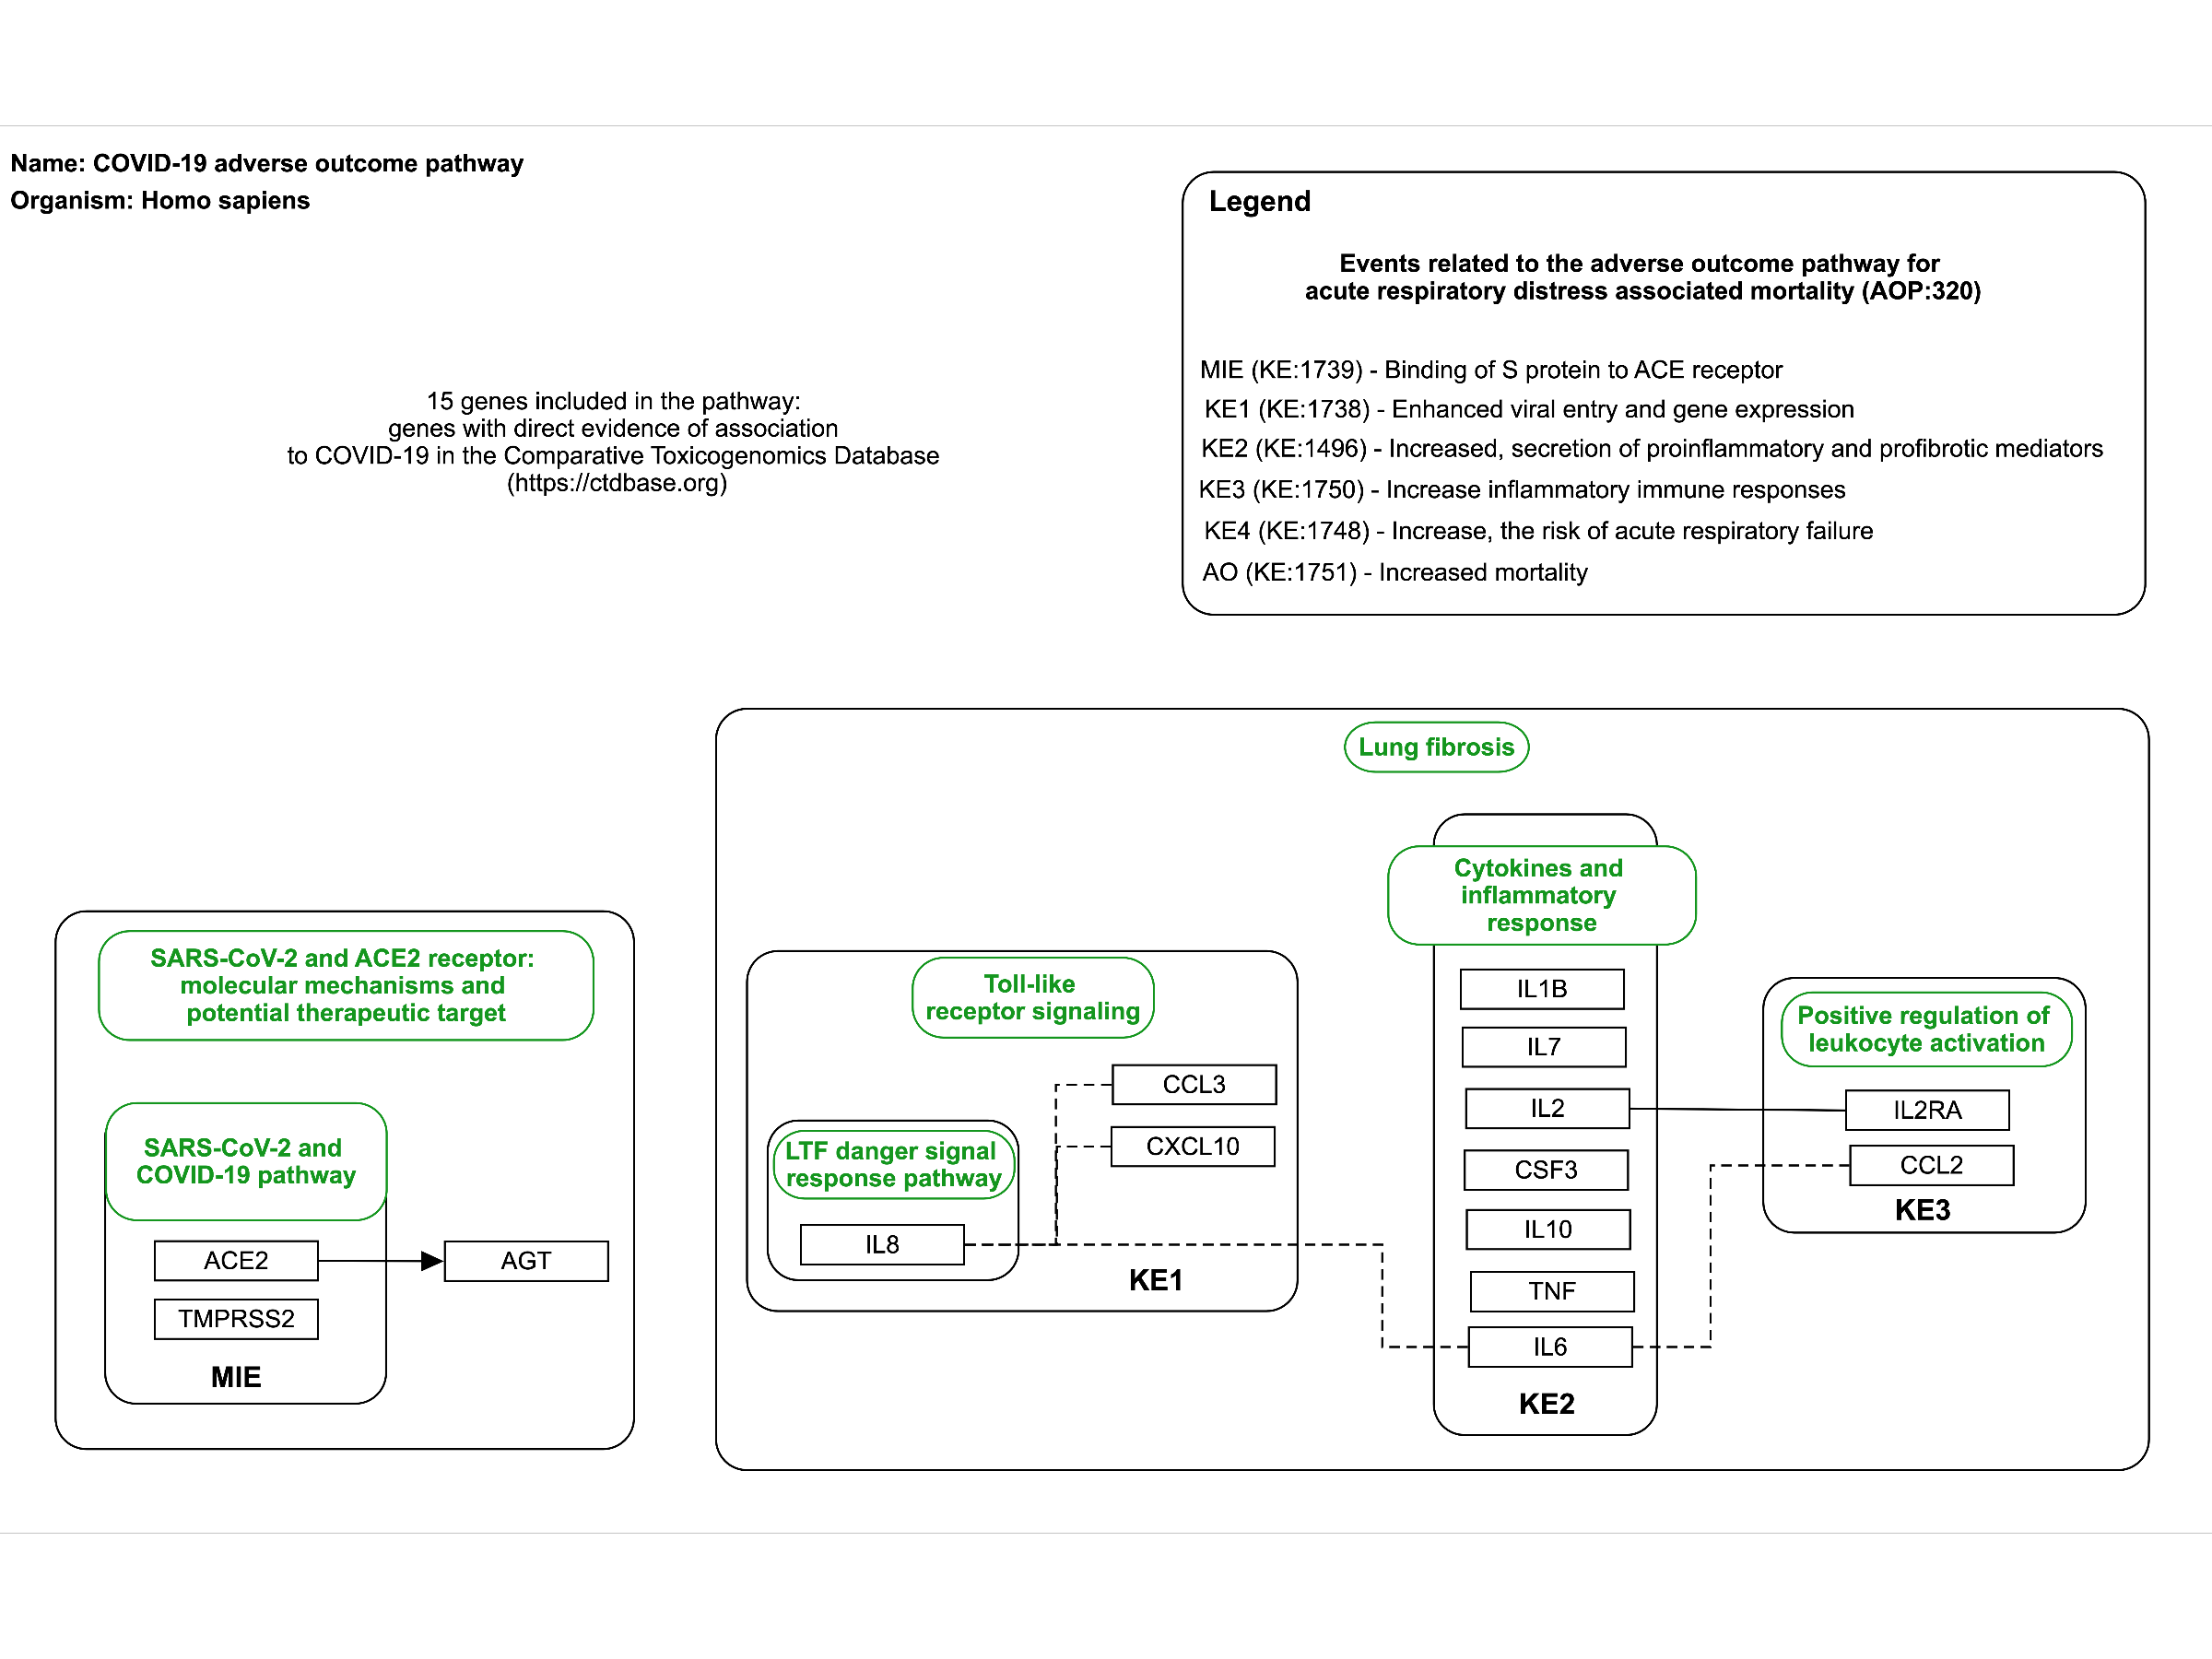 Name: COVID-19 adverse outcome pathway
Organism: Homo sapiens
15 genes included in the pathway:
genes with direct evidence of association
to COVID-19 in the Comparative Toxicogenomics Database
(https://ctdbase.org)
Legend
Events related to the adverse outcome pathway for
acute respiratory distress associated mortality (AOP:320)
MIE (KE:1739) - Binding of S protein to ACE receptor
KE1 (KE:1738) - Enhanced viral entry and gene expression
KE2 (KE:1496) - Increased, secretion of proinflammatory and profibrotic mediators
KE3 (KE:1750) - Increase inflammatory immune responses
KE4 (KE:1748) - Increase, the risk of acute respiratory failure
AO (KE:1751) - Increased mortality
SARS-CoV-2 and ACE2 receptor:
molecular mechanisms and
potential therapeutic target
SARS-CoV-2 and
COVID-19 pathway
ACE2
AGT
TMPRSS2
MIE
Lung fibrosis
Toll-like
receptor signaling
CCL3
CXCL10
LTF danger signal
response pathway
IL8
KE1
Cytokines and
inflammatory
response
IL1B
IL7
IL2
CSF3
IL10
TNF
IL6
KE2
Positive regulation of
leukocyte activation
IL2RA
CCL2
KE3